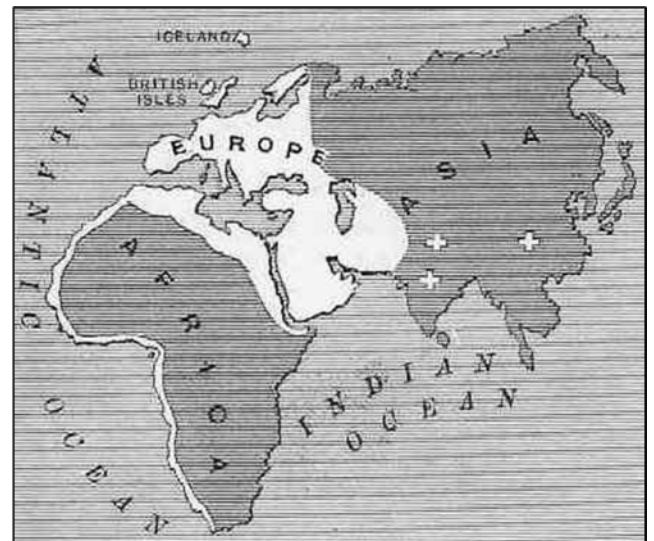 ICELAND
BRITISH
ISLES
ATLANTIC
OCEAN
EUROPE
ASIA
AFRICA
INDIAN
OCEAN